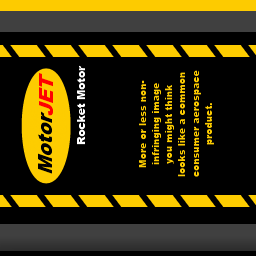 MotorJET
Rocket Motor
More or less non-
infringing image
you might think
looks like a common
consumer aerospace
product.